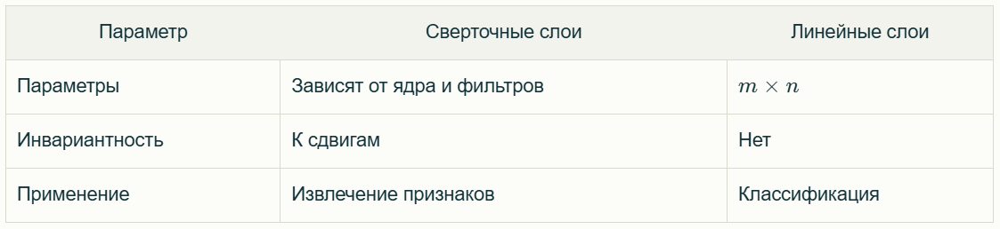 Параметр Сверточные слои Линейные слои
Параметры Зависят от ядра и фильтров m × n
Инвариантность К сдвигам Нет
Применение Извлечение признаков Классификация